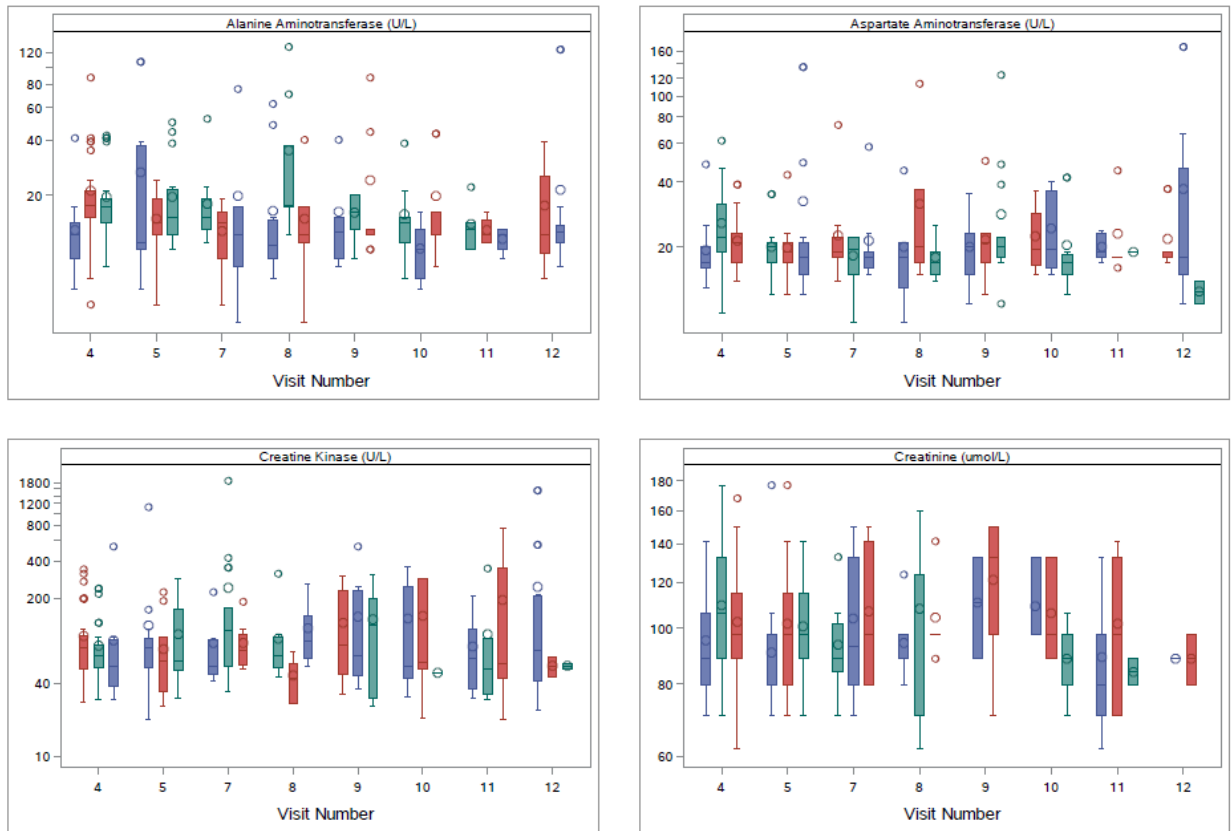 Alanine Aminotransferase (U/L)
120
80
60
40
20
4 5 7 8 9 10 11 12
Visit Number
Aspartate Aminotransferase (U/L)
160
120
100
80
60
40
20
4 5 7 8 9 10 11 12
Visit Number
Creatine Kinase (U/L)
1800
1200
800
400
200
40
10
4 5 7 8 9 10 11 12
Visit Number
Creatinine (umol/L)
180
160
140
120
100
80
60
4 5 7 8 9 10 11 12
Visit Number